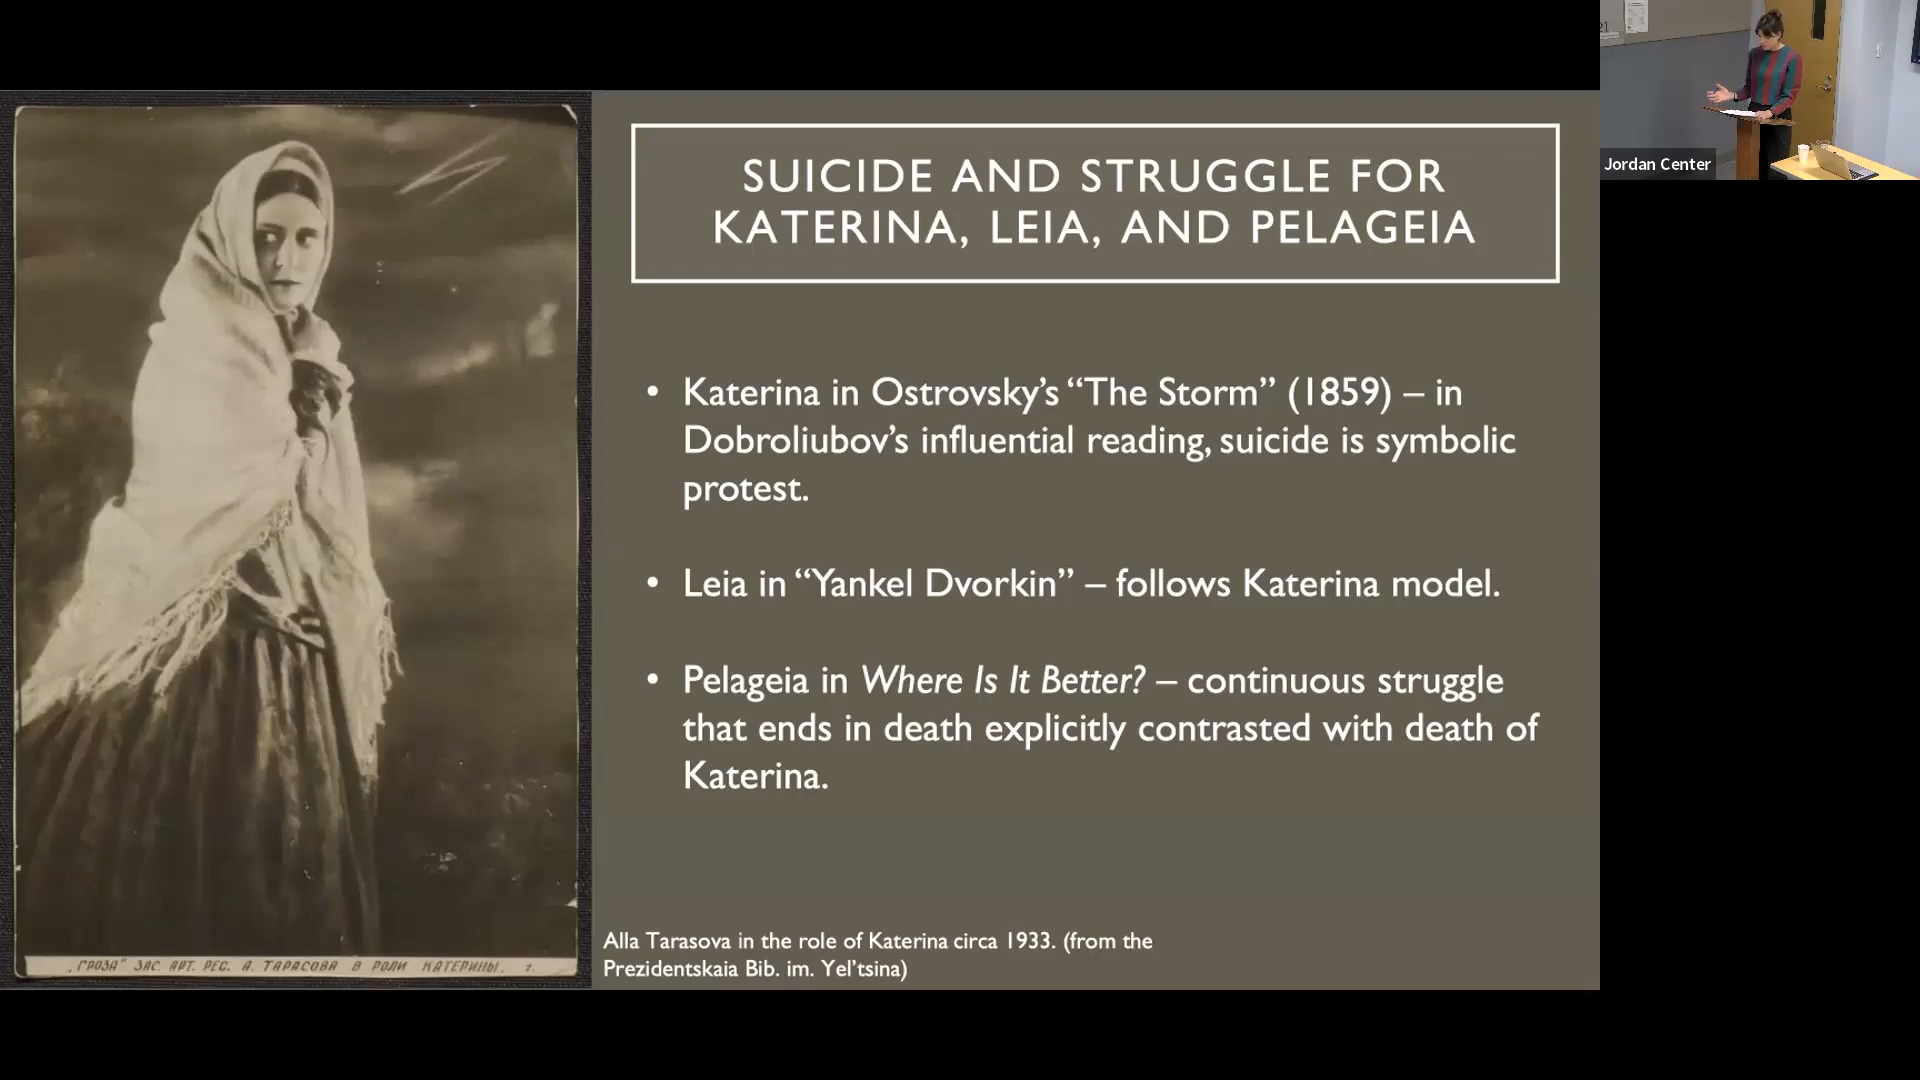 SUICIDE AND STRUGGLE FOR
KATERINA, LEIA, AND PELAGEIA
• Katerina in Ostrovsky’s “The Storm” (1859) – in
Dobroliubov’s influential reading, suicide is symbolic
protest.
• Leia in “Yankel Dvorkin” – follows Katerina model.
• Pelageia in Where Is It Better? – continuous struggle
that ends in death explicitly contrasted with death of
Katerina.
Alla Tarasova in the role of Katerina circa 1933. (from the
Prezidentskaia Bib. im. Yel’tsina)
„ГРОЗА” ЗАС. АРТ. РЕС. А. ТАРАСОВА В РОЛИ КАТЕРИНЫ.
Jordan Center